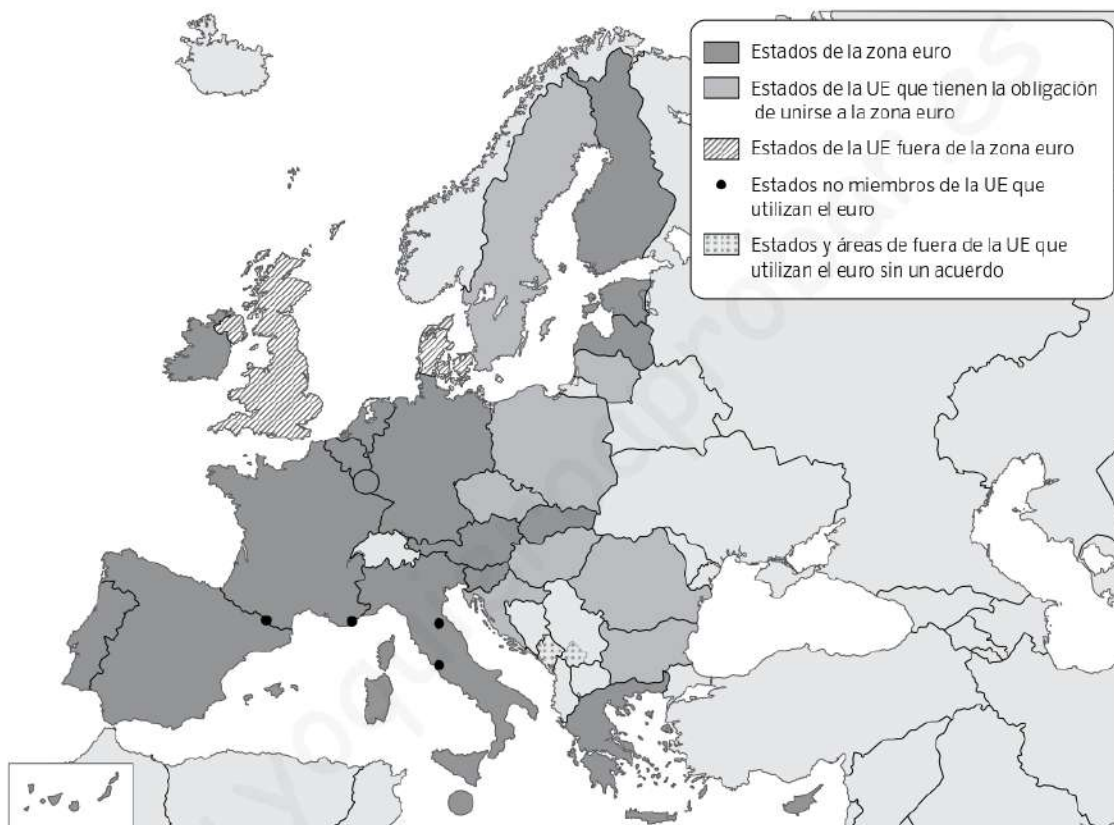 Estados de la zona euro
Estados de la UE que tienen la obligación
de unirse a la zona euro
Estados de la UE fuera de la zona euro
Estados no miembros de la UE que
utilizan el euro
Estados y áreas de fuera de la UE que
utilizan el euro sin un acuerdo